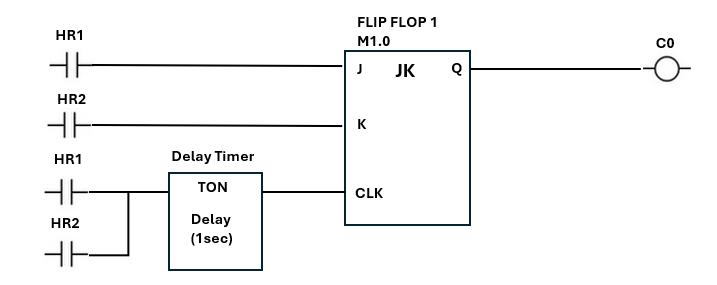 FLIP FLOP 1
M1.0
HR1
C0
J
JK
Q
HR2
K
HR1
Delay Timer
TON
CLK
HR2
Delay
(1sec)